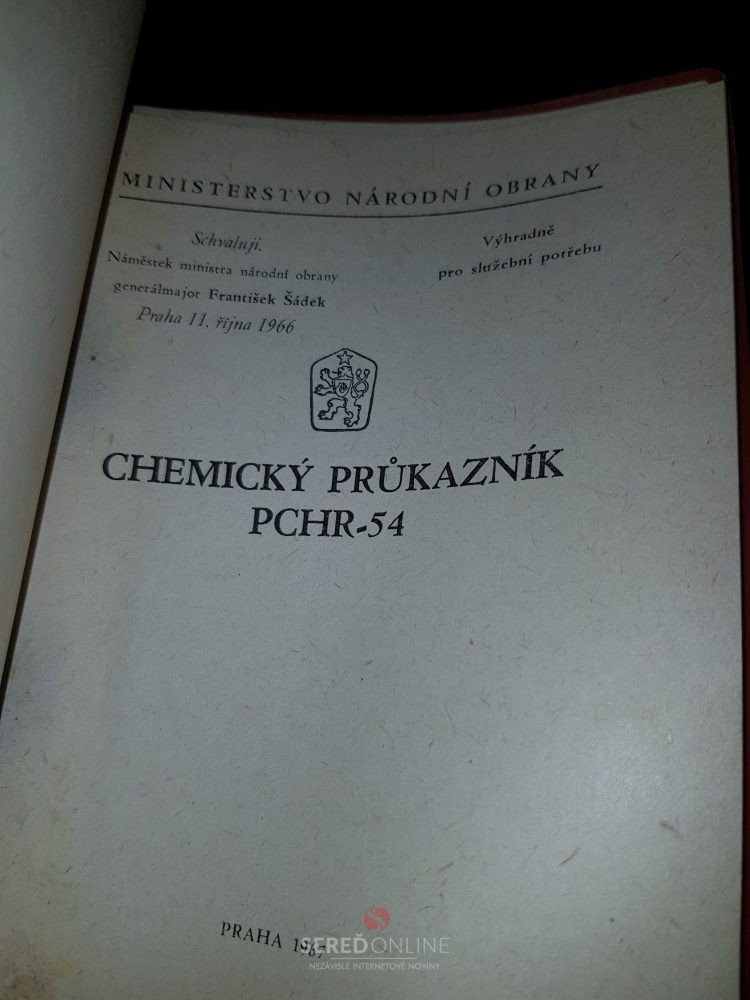 MINISTERSTVO NÁRODNÍ OBRANY
Schvaluji.
Náměstek ministra národní obrany
generálmajor František Šádek
Praha 11. října 1966
Výhradně
pro služební potřebu
CHEMICKÝ PRŮKAZNÍK
PCHR-54
PRAHA 1967
SEREĎONLINE
NEZÁVISLÉ INTERNETOVÉ NOVINY